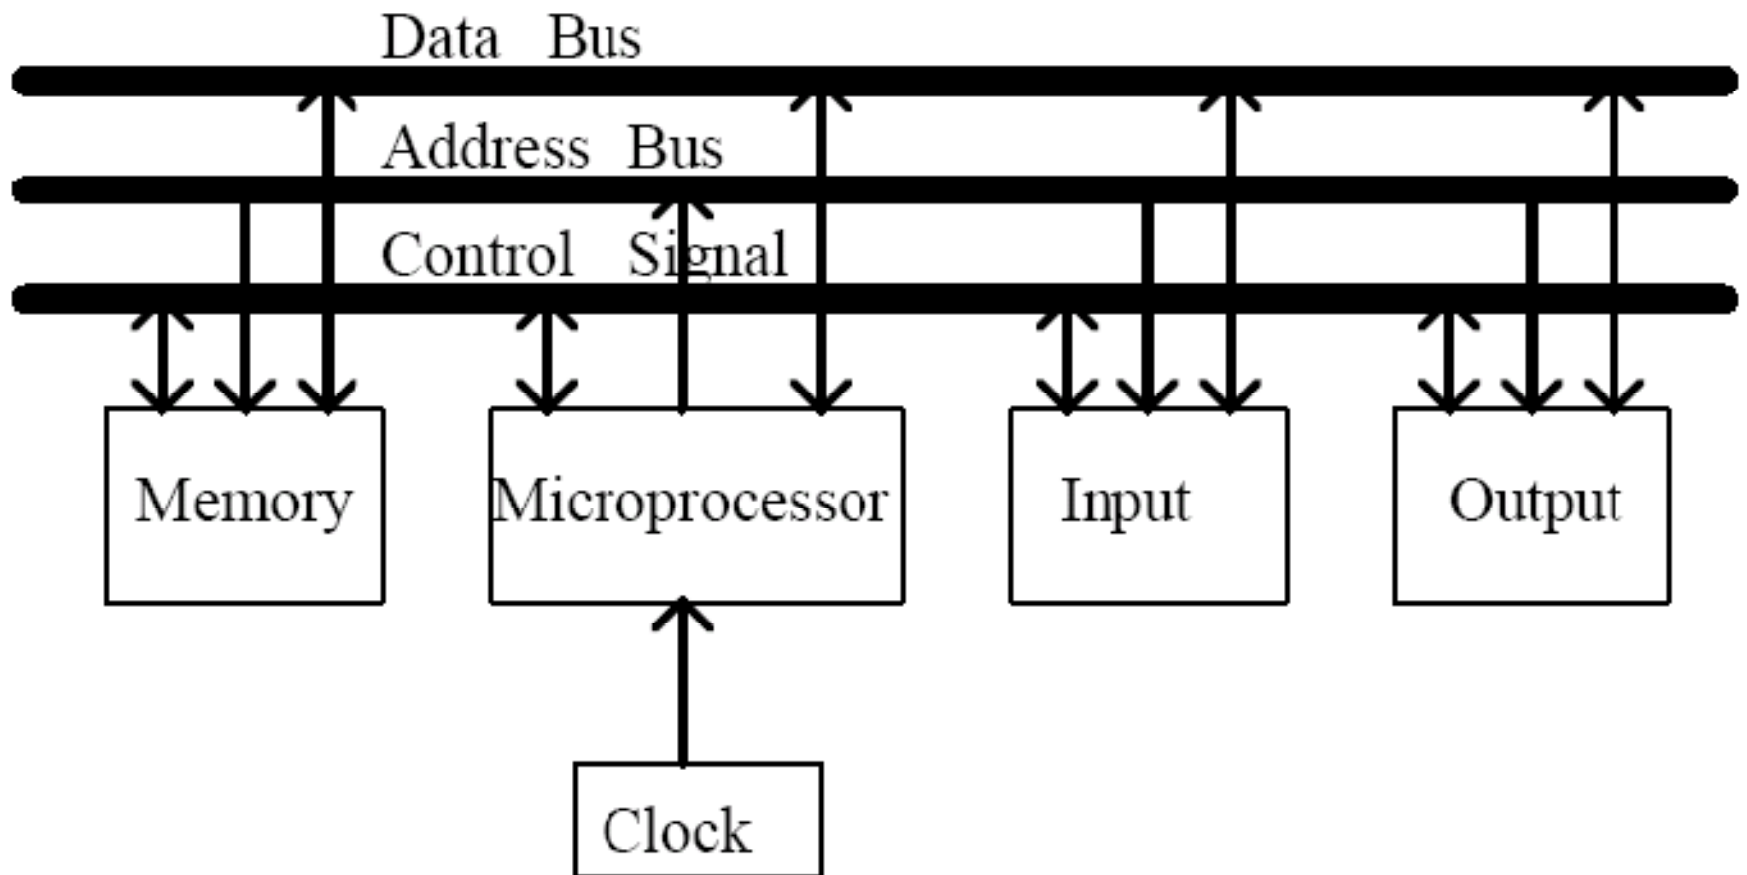 Data Bus
Address Bus
Control Signal
Memory Microprocessor Input Output
Clock